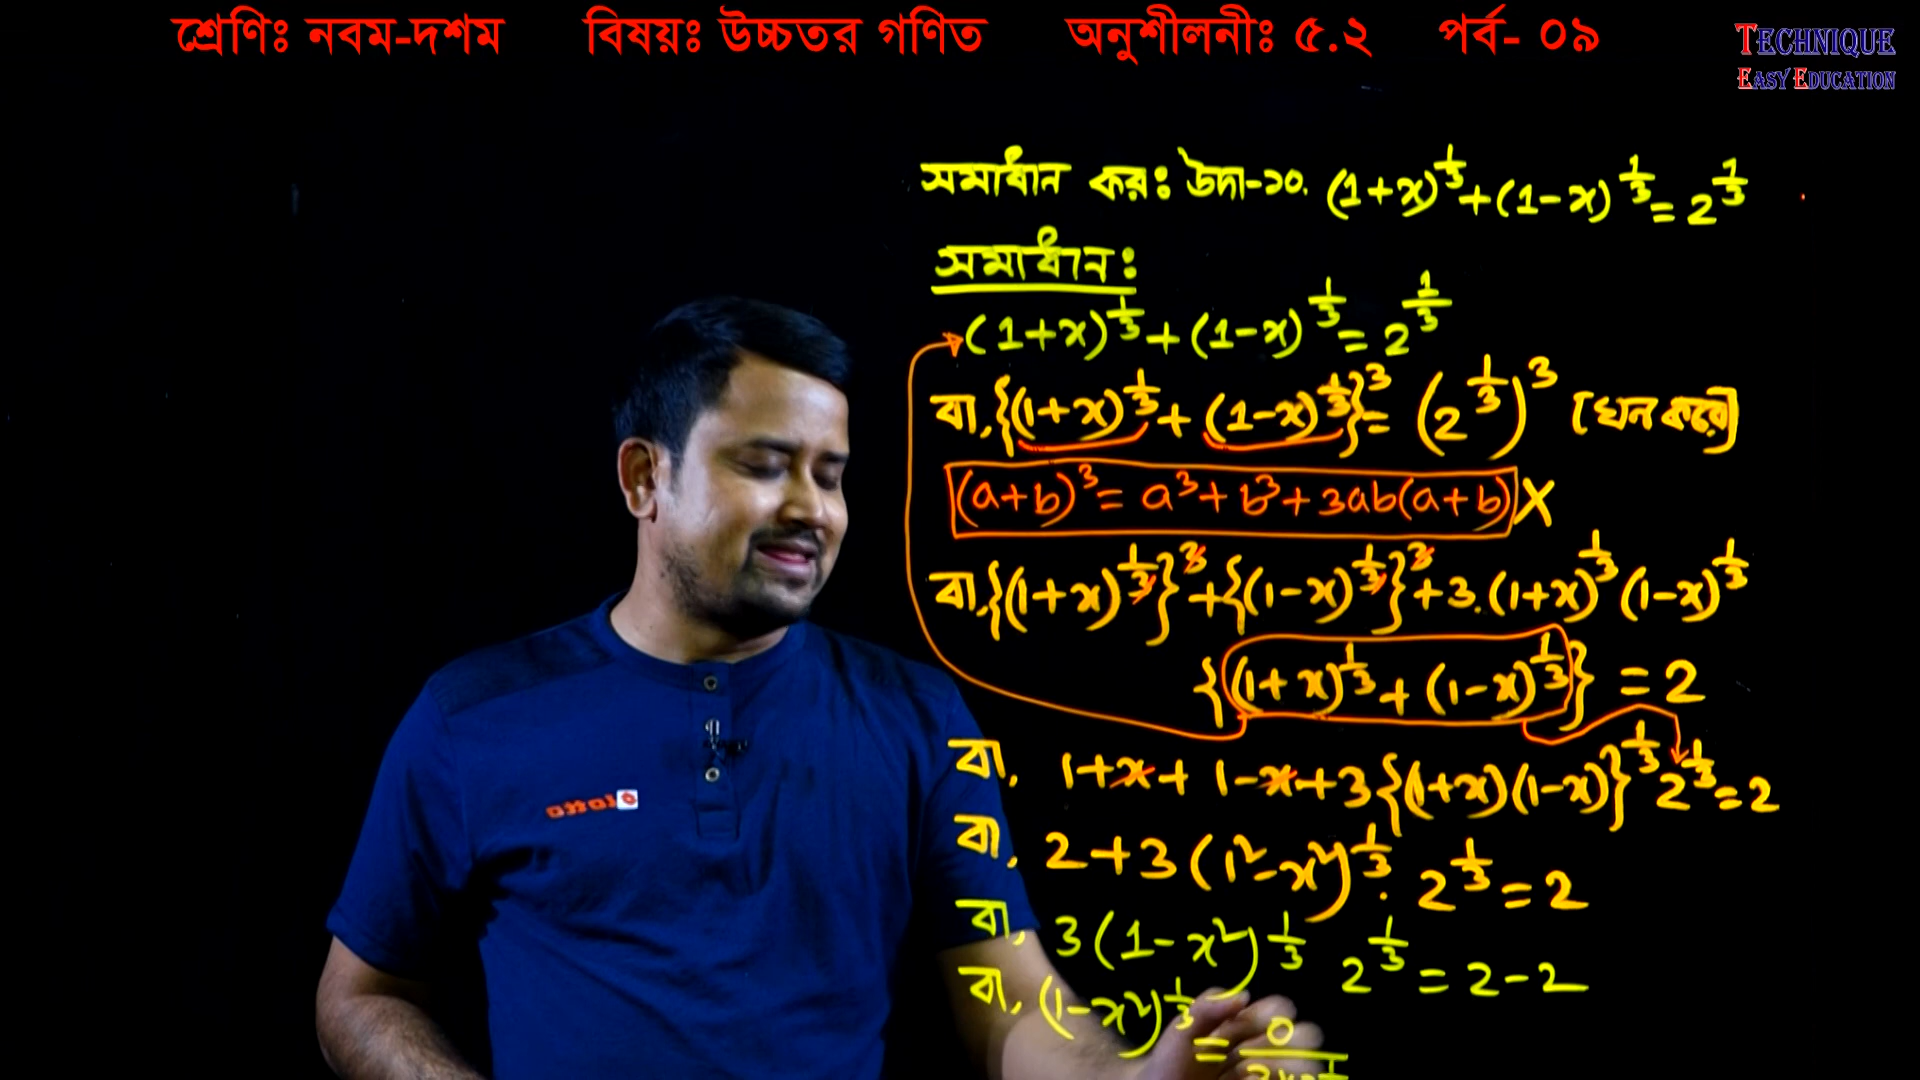 শ্রেণিঃ নবম-দশম বিষয়ঃ উচ্চতর গণিত অনুশীলনীঃ ৫.২ পর্ব- ০৯
TECHNIQUE
EASY EDUCATION
সমাধান করঃ উদা-১০. (1+x)^{1/3}+(1-x)^{1/3}=2^{1/3}
সমাধানঃ
(1+x)^{1/3}+(1-x)^{1/3}=2^{1/3}
বা, {(1+x)^{1/3}+(1-x)^{1/3}}^3=(2^{1/3})^3 [ঘন করে]
(a+b)^3=a^3+b^3+3ab(a+b) X
বা, {(1+x)^{1/3}}^3+{(1-x)^{1/3}}^3+3.(1+x)^{1/3}(1-x)^{1/3}
{(1+x)^{1/3}+(1-x)^{1/3}}=2
বা, 1+x+1-x+3{(1+x)(1-x)}^{1/3} 2^{1/3}=2
বা, 2+3(1^2-x^2)^{1/3}. 2^{1/3}=2
বা, 3(1-x^2)^{1/3} 2^{1/3}=2-2
বা, (1-x^2)^{1/3}=0
lotto